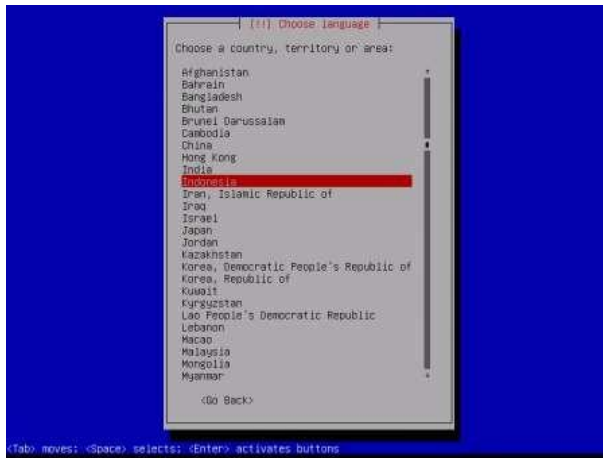 [!!] Choose language
Choose a country, territory or area:
Afghanistan
Bahrain
Bangladesh
Bhutan
Brunei Darussalam
Cambodia
China
Hong Kong
India
Indonesia
Iran, Islamic Republic of
Iraq
Israel
Japan
Jordan
Kazakhstan
Korea, Democratic People's Republic of
Korea, Republic of
Kuwait
Kyrgyzstan
Lao People's Democratic Republic
Lebanon
Macao
Malaysia
Mongolia
Myanmar
<Go Back>
<Tab> moves; <Space> selects; <Enter> activates buttons